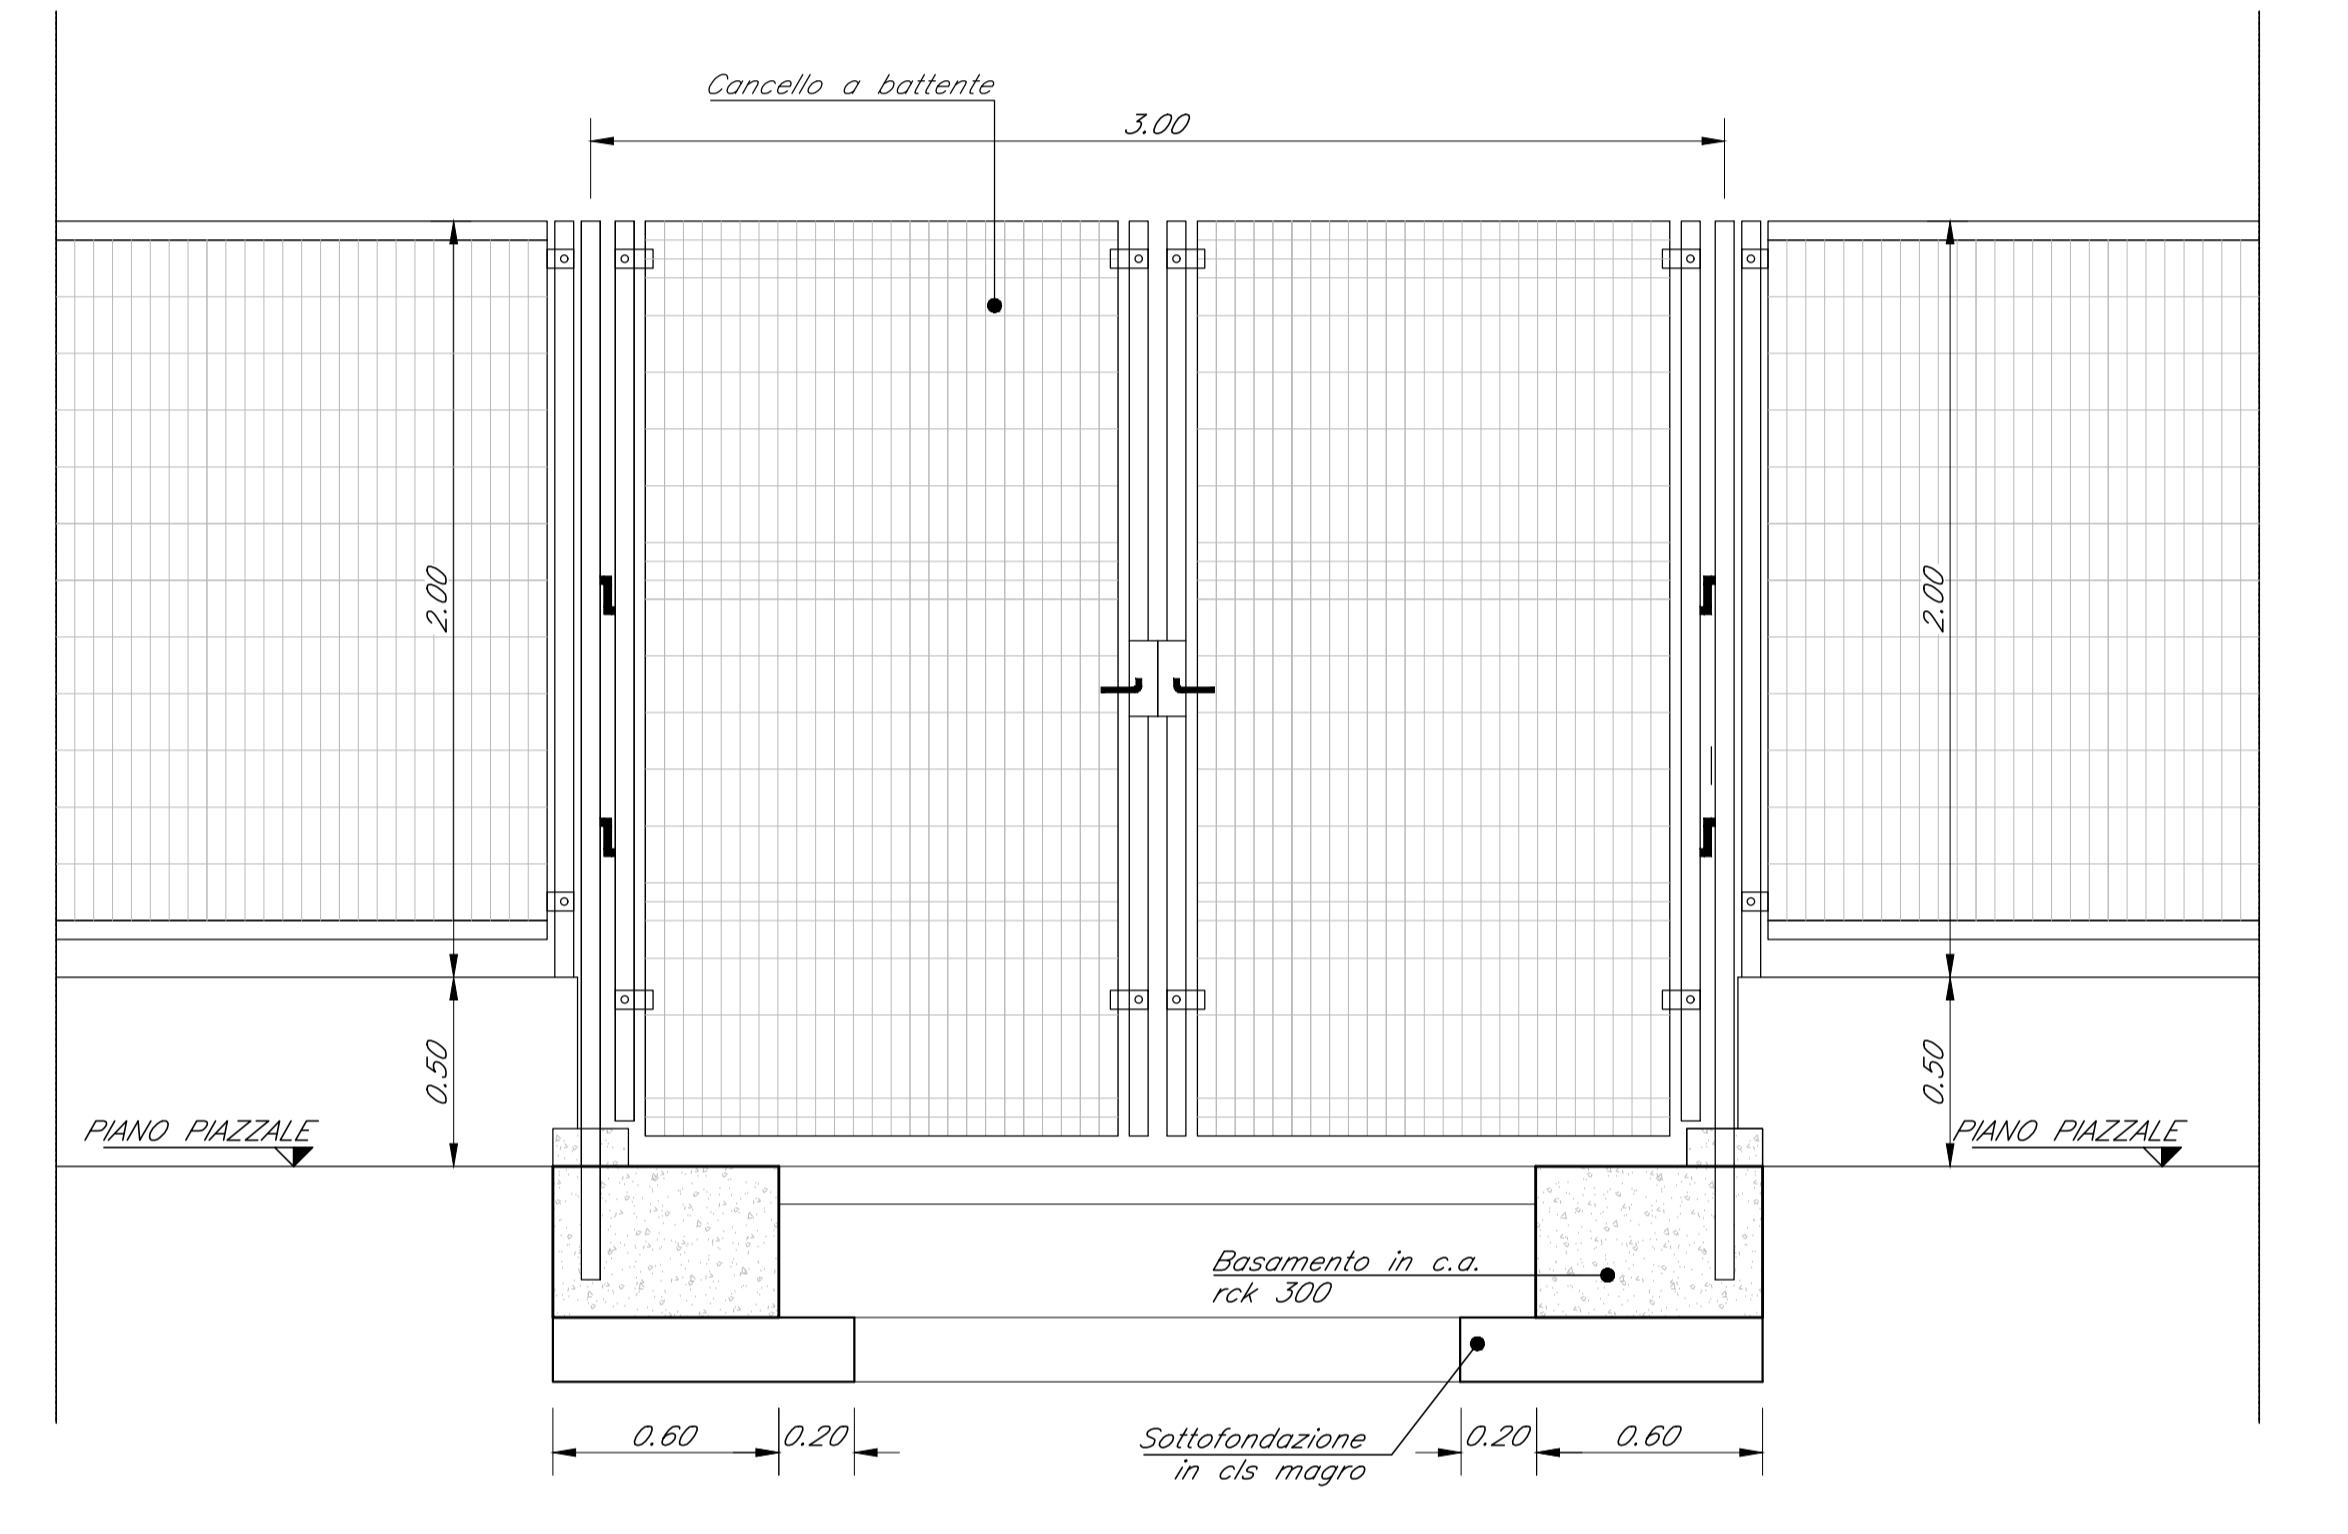 Cancello a battente
3.00
2.00
2.00
0.50
0.50
PIANO PIAZZALE
PIANO PIAZZALE
Basamento in c.a.
rck 300
0.60
0.20
Sottofondazione
in cls magro
0.20
0.60